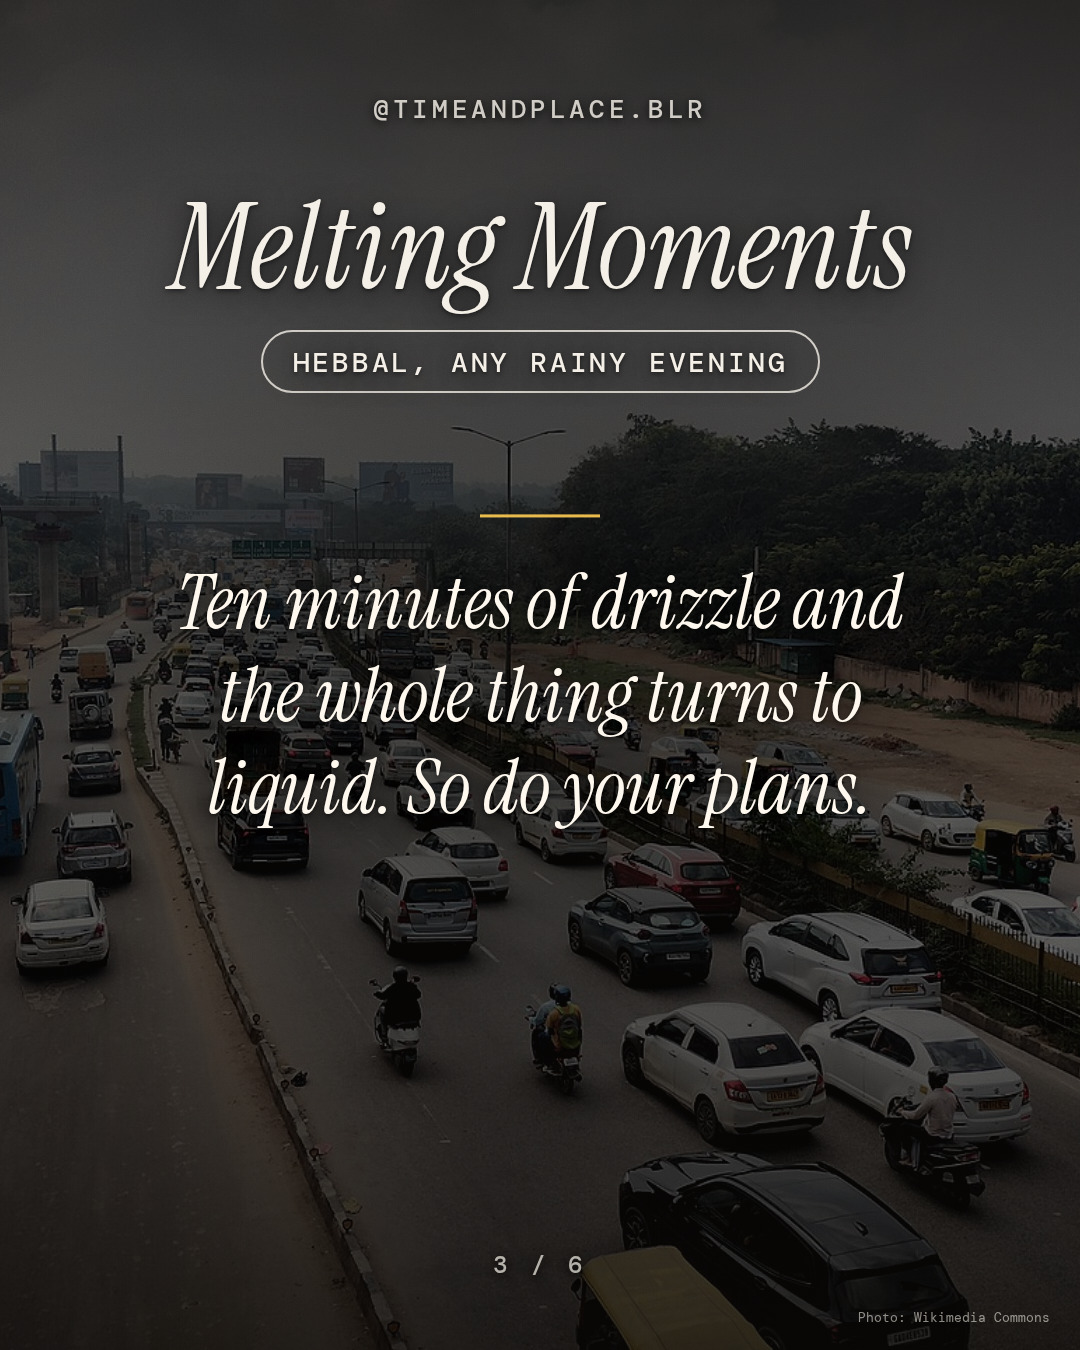 @TIMEANDPLACE.BLR
Melting Moments
HEBBAL, ANY RAINY EVENING
Ten minutes of drizzle and
the whole thing turns to
liquid. So do your plans.
3 / 6
Photo: Wikimedia Commons